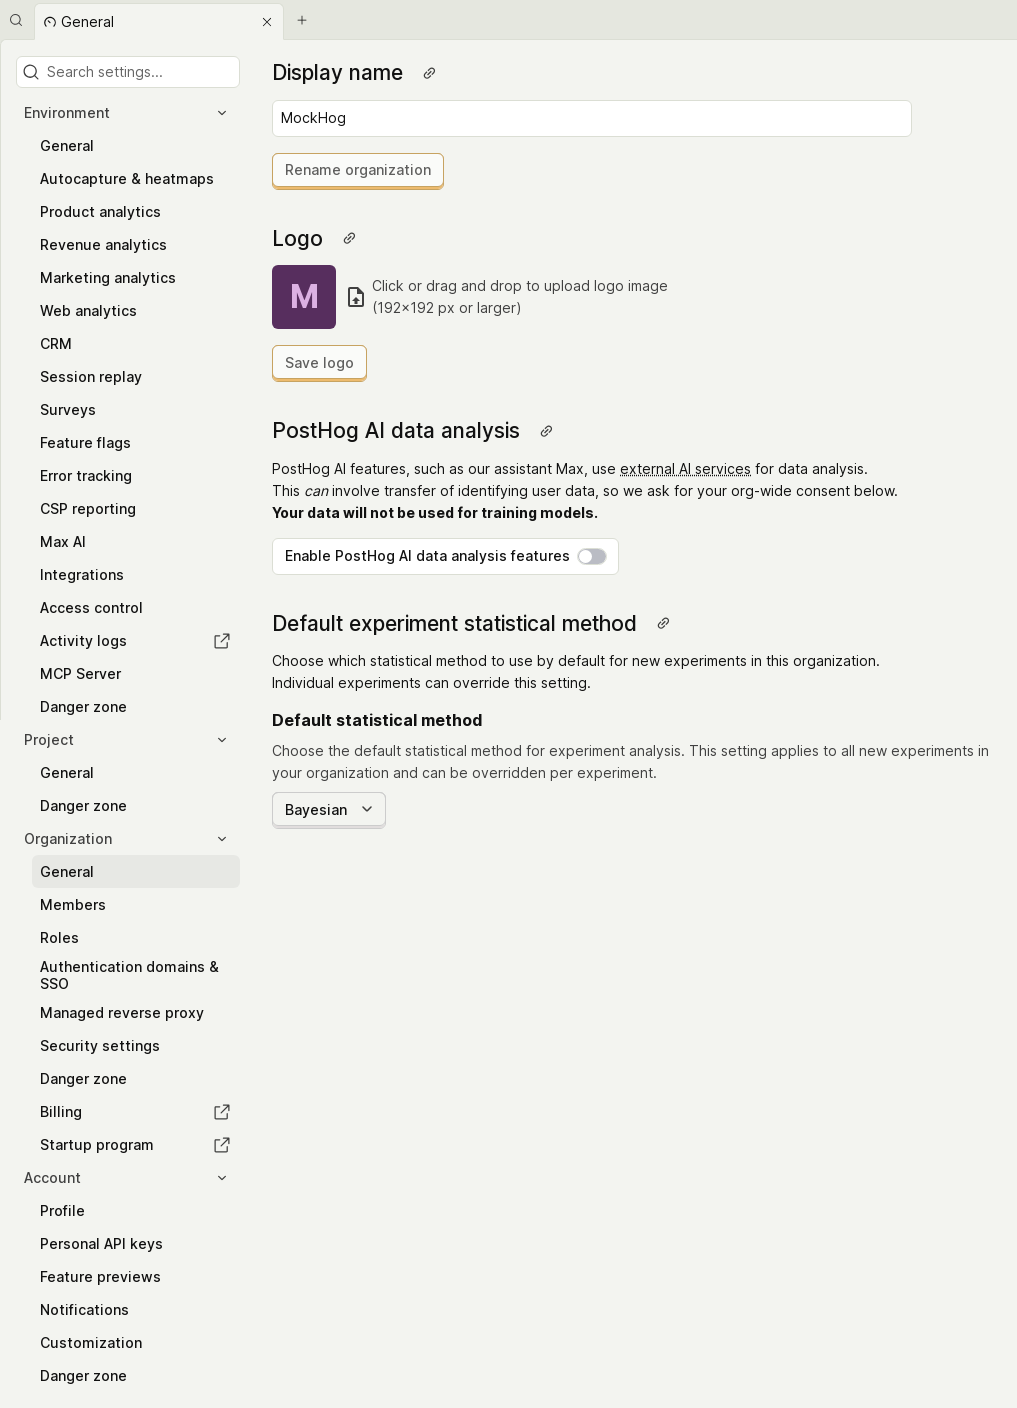 General
Search settings...
Environment
General
Autocapture & heatmaps
Product analytics
Revenue analytics
Marketing analytics
Web analytics
CRM
Session replay
Surveys
Feature flags
Error tracking
CSP reporting
Max AI
Integrations
Access control
Activity logs
MCP Server
Danger zone
Project
General
Danger zone
Organization
General
Members
Roles
Authentication domains &
SSO
Managed reverse proxy
Security settings
Danger zone
Billing
Startup program
Account
Profile
Personal API keys
Feature previews
Notifications
Customization
Danger zone
Display name
MockHog
Rename organization
Logo
M
Click or drag and drop to upload logo image
(192×192 px or larger)
Save logo
PostHog AI data analysis
PostHog AI features, such as our assistant Max, use external AI services for data analysis.
This can involve transfer of identifying user data, so we ask for your org-wide consent below.
Your data will not be used for training models.
Enable PostHog AI data analysis features
Default experiment statistical method
Choose which statistical method to use by default for new experiments in this organization.
Individual experiments can override this setting.
Default statistical method
Choose the default statistical method for experiment analysis. This setting applies to all new experiments in
your organization and can be overridden per experiment.
Bayesian